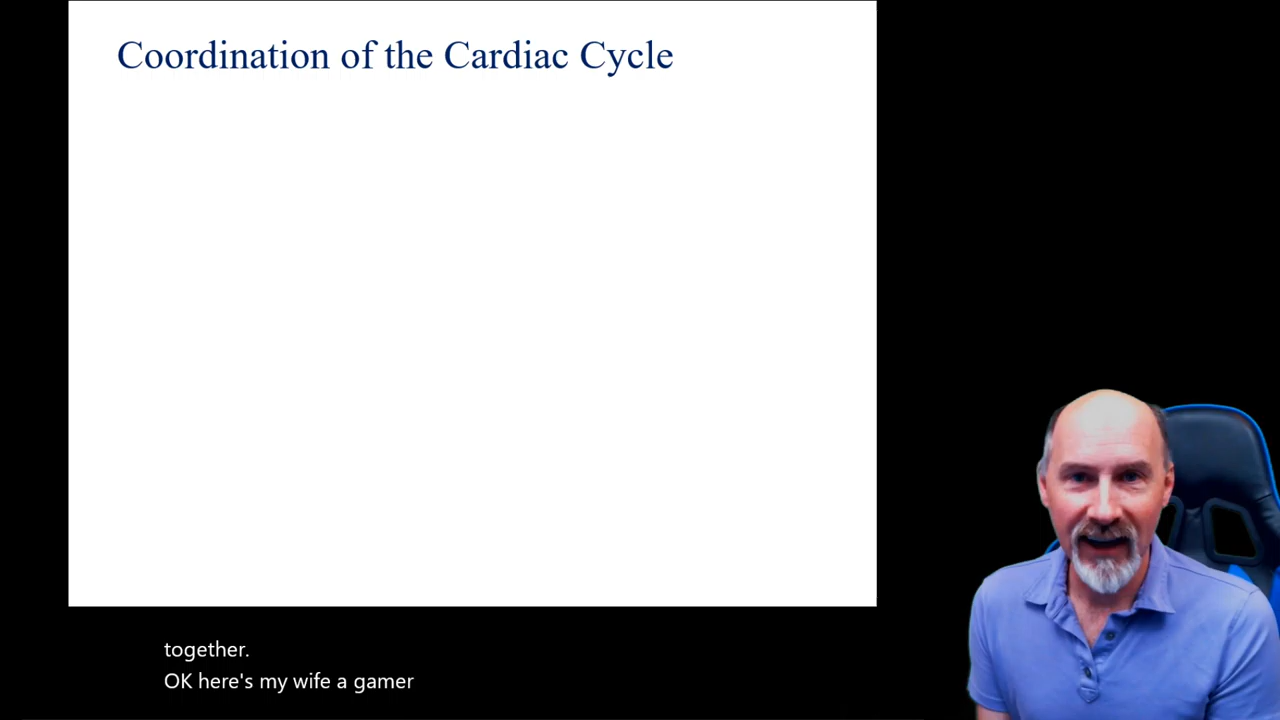 Coordination of the Cardiac Cycle
together.
OK here's my wife a gamer